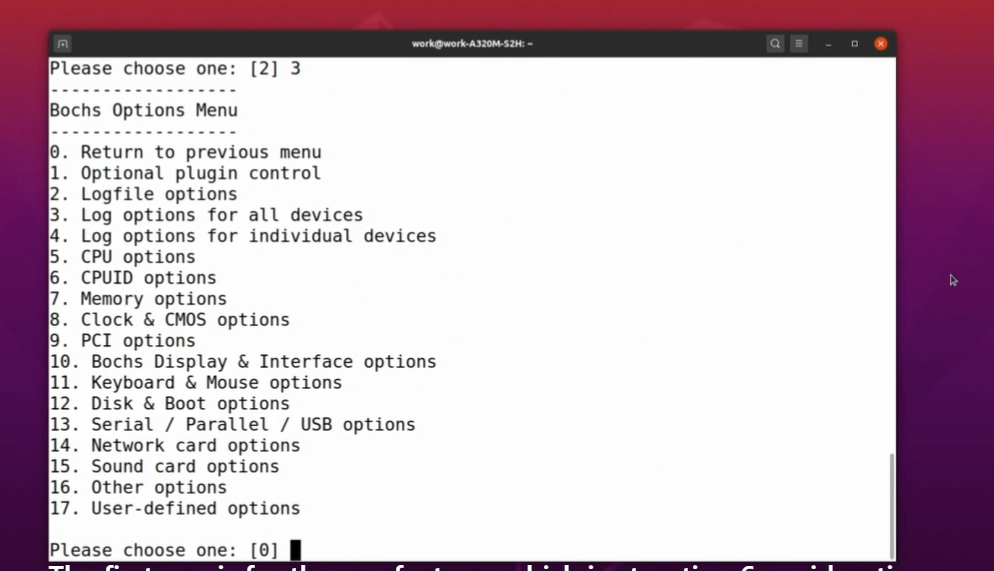 work@work-A320M-S2H: ~
Please choose one: [2] 3
------------------
Bochs Options Menu
------------------
0. Return to previous menu
1. Optional plugin control
2. Logfile options
3. Log options for all devices
4. Log options for individual devices
5. CPU options
6. CPUID options
7. Memory options
8. Clock & CMOS options
9. PCI options
10. Bochs Display & Interface options
11. Keyboard & Mouse options
12. Disk & Boot options
13. Serial / Parallel / USB options
14. Network card options
15. Sound card options
16. Other options
17. User-defined options
Please choose one: [0]